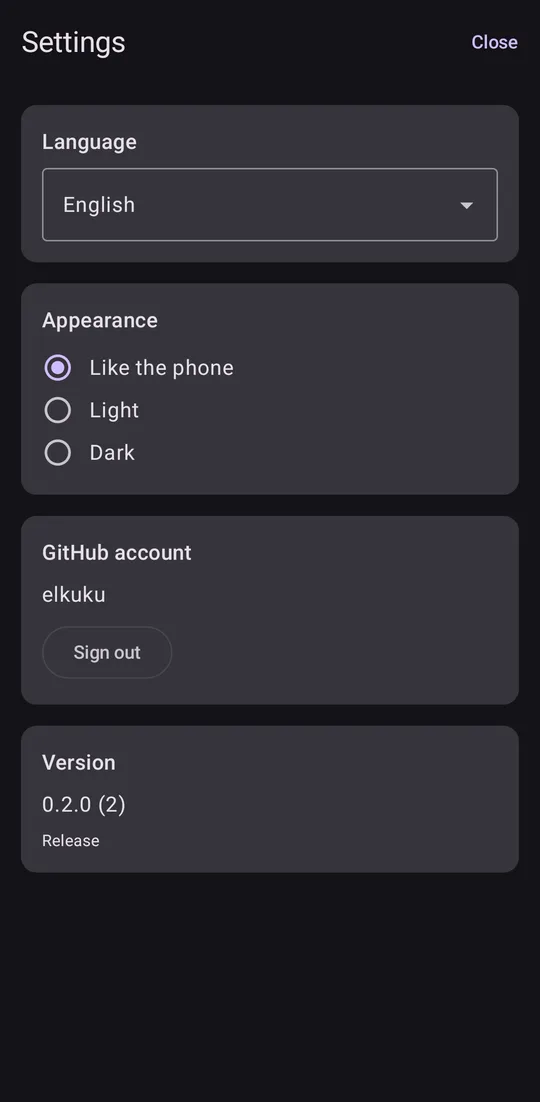 Settings
Close
Language
English
Appearance
Like the phone
Light
Dark
GitHub account
elkuku
Sign out
Version
0.2.0 (2)
Release